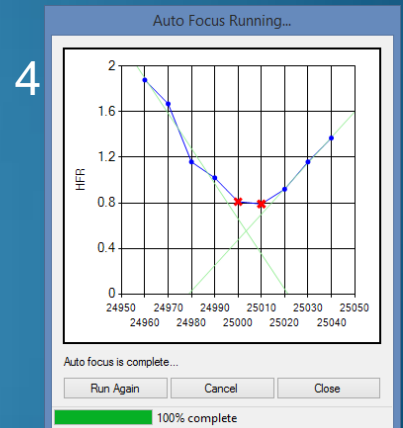 Auto Focus Running...
4
2
1.6
1.2
0.8
0.4
0
HFR
24950 24970 24990 25010 25030 25050
24960 24980 25000 25020 25040
Auto focus is complete...
Run Again Cancel Close
100% complete